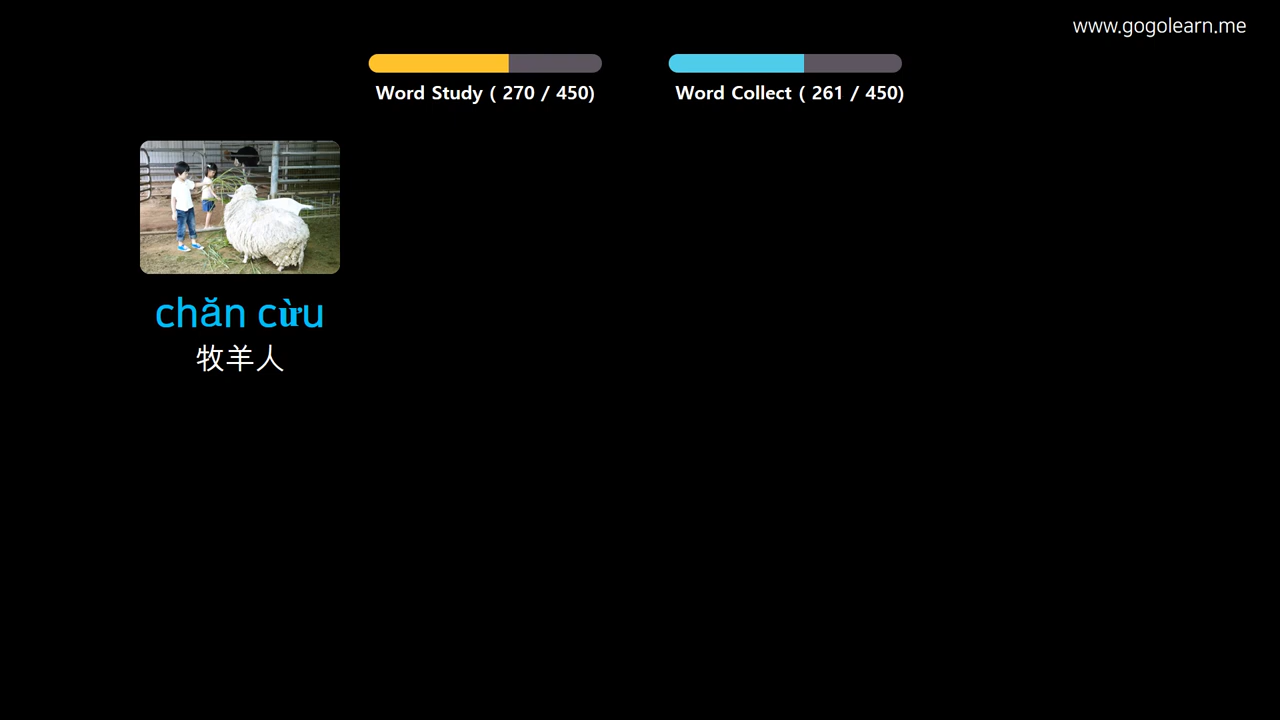 www.gogolearn.me
Word Study ( 270 / 450)
Word Collect ( 261 / 450)
chăn cừu
牧羊人